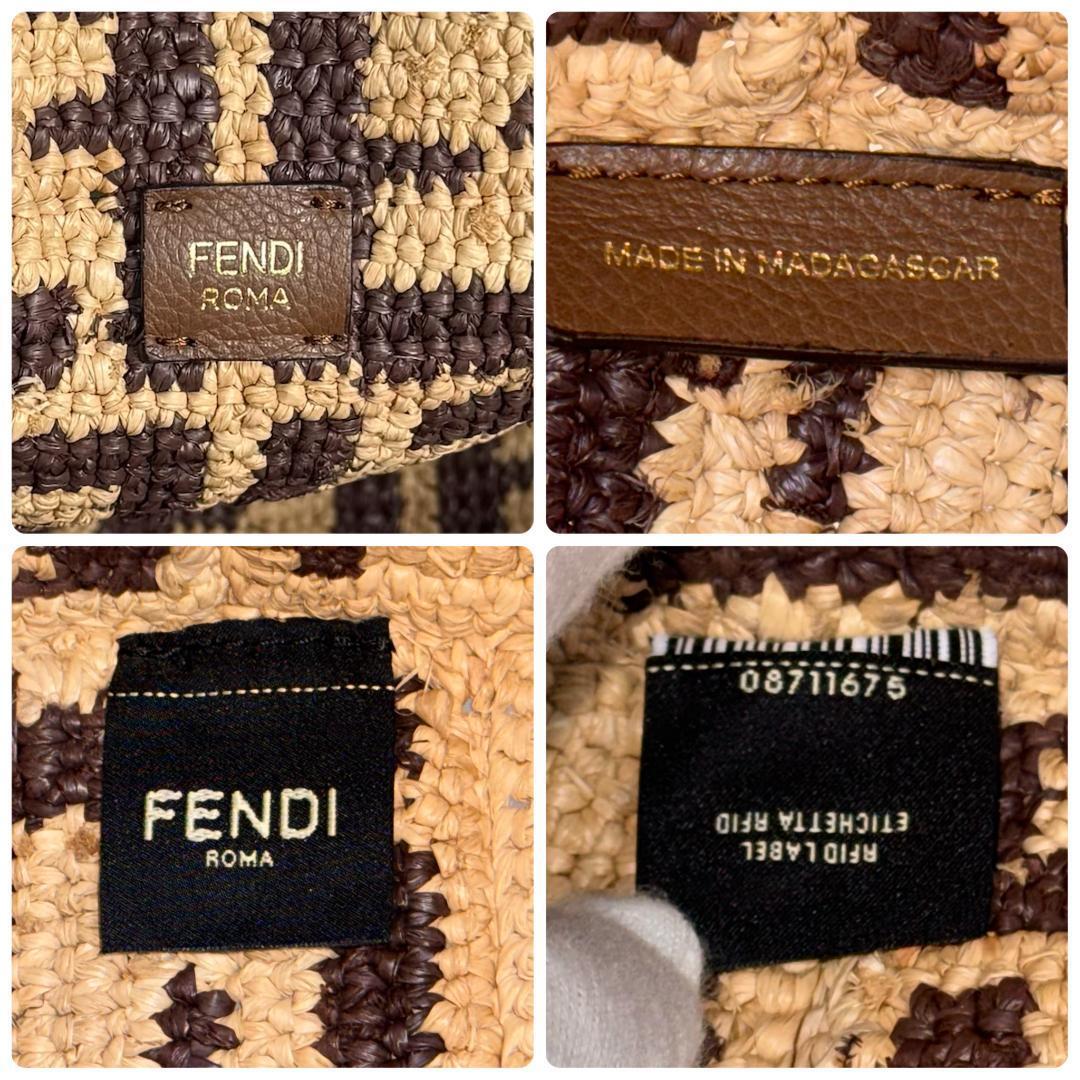 FENDI
ROMA
MADE IN MADAGASCAR
FENDI
ROMA
08711675
RFID LABEL
ETICHETTA RFID